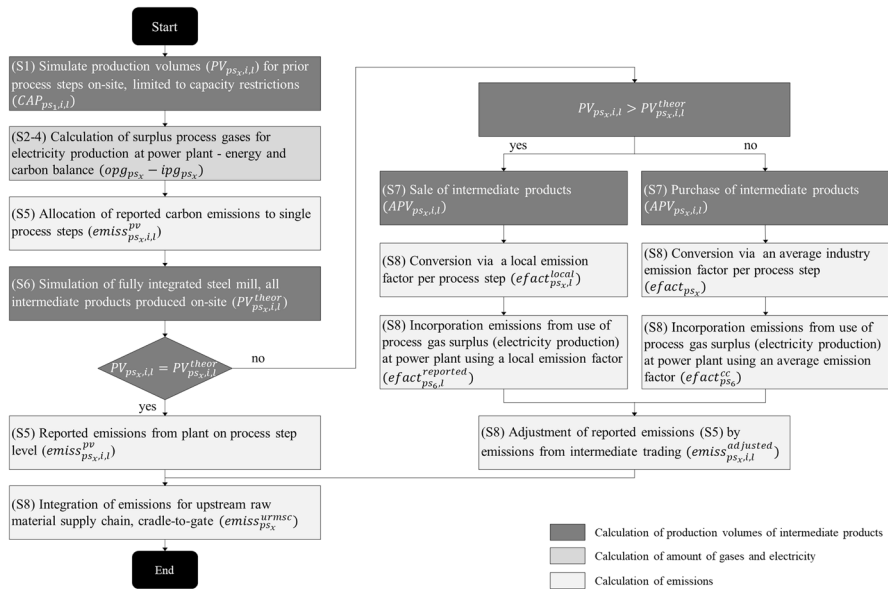 Start
(S1) Simulate production volumes (PV_{ps_x,i,l}) for prior
process steps on-site, limited to capacity restrictions
(CAP_{ps_1,i,l})
(S2-4) Calculation of surplus process gases for
electricity production at power plant - energy and
carbon balance (opg_{ps_x} − ipg_{ps_x})
(S5) Allocation of reported carbon emissions to single
process steps (emiss^{pv}_{ps_x,i,l})
(S6) Simulation of fully integrated steel mill, all
intermediate products produced on-site (PV^{theor}_{ps_x,i,l})
PV_{ps_x,i,l} = PV^{theor}_{ps_x,i,l}
no
yes
(S5) Reported emissions from plant on process step
level (emiss^{pv}_{ps_x,i,l})
(S8) Integration of emissions for upstream raw
material supply chain, cradle-to-gate (emiss^{urmsc}_{ps_x})
End
PV_{ps_x,i,l} > PV^{theor}_{ps_x,i,l}
yes
no
(S7) Sale of intermediate products
(APV_{ps_x,i,l})
(S8) Conversion via a local emission
factor per process step (efact^{local}_{ps_x,l})
(S8) Incorporation emissions from use of
process gas surplus (electricity production)
at power plant using a local emission factor
(efact^{reported}_{ps_6,l})
(S7) Purchase of intermediate products
(APV_{ps_x,i,l})
(S8) Conversion via an average industry
emission factor per process step
(efact_{ps_x})
(S8) Incorporation emissions from use of
process gas surplus (electricity production)
at power plant using an average emission
factor (efact^{cc}_{ps_6})
(S8) Adjustment of reported emissions (S5) by
emissions from intermediate trading (emiss^{adjusted}_{ps_x,i,l})
Calculation of production volumes of intermediate products
Calculation of amount of gases and electricity
Calculation of emissions